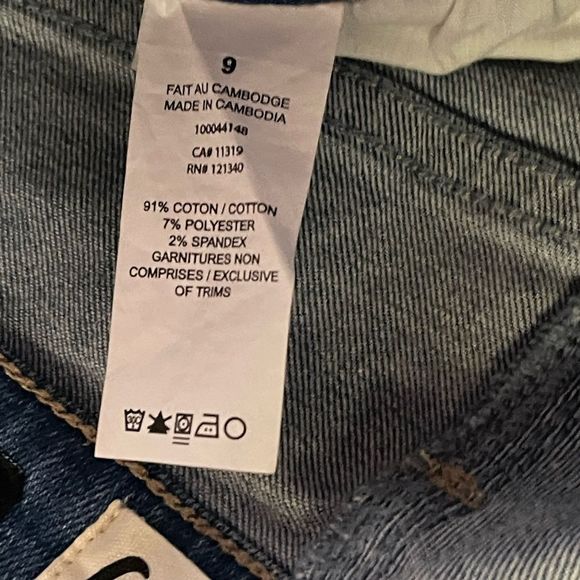 9
FAIT AU CAMBODGE
MADE IN CAMBODIA
100044148
CA# 11319
RN# 121340
91% COTON / COTTON
7% POLYESTER
2% SPANDEX
GARNITURES NON
COMPRISES / EXCLUSIVE
OF TRIMS